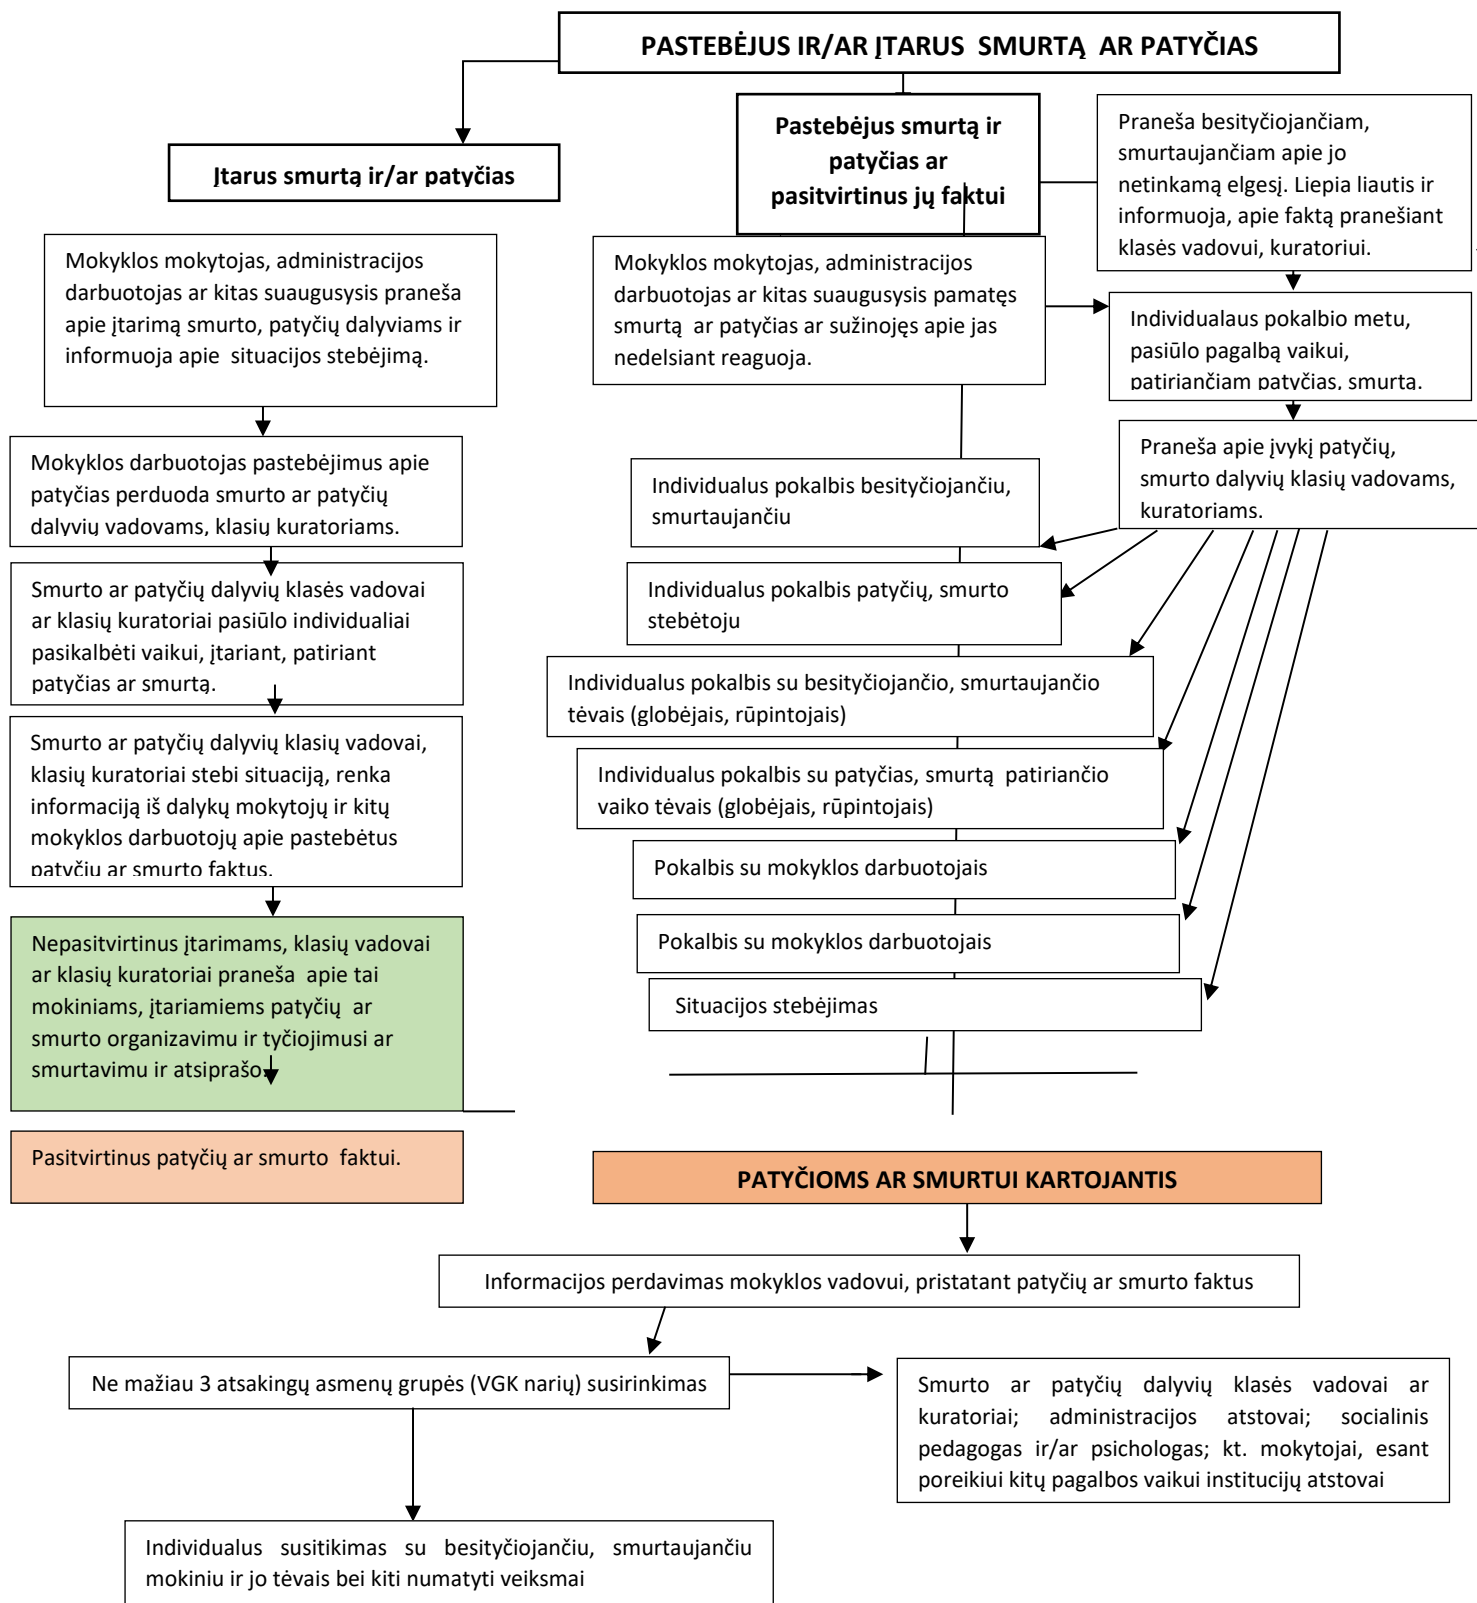 PASTEBĖJUS IR/AR ĮTARUS SMURTĄ AR PATYČIAS
Įtarus smurtą ir/ar patyčias
Mokyklos mokytojas, administracijos
darbuotojas ar kitas suaugusysis praneša
apie įtarimą smurto, patyčių dalyviams ir
informuoja apie situacijos stebėjimą.
Mokyklos darbuotojas pastebėjimus apie
patyčias perduoda smurto ar patyčių
dalyvių vadovams, klasių kuratoriams.
Smurto ar patyčių dalyvių klasės vadovai
ar klasių kuratoriai pasiūlo individualiai
pasikalbėti vaikui, įtariant, patiriant
patyčias ar smurtą.
Smurto ar patyčių dalyvių klasių vadovai,
klasių kuratoriai stebi situaciją, renka
informaciją iš dalykų mokytojų ir kitų
mokyklos darbuotojų apie pastebėtus
patyčių ar smurto faktus.
Nepasitvirtinus įtarimams, klasių vadovai
ar klasių kuratoriai praneša apie tai
mokiniams, įtariamiems patyčių ar
smurto organizavimu ir tyčiojimusi ar
smurtavimu ir atsiprašo.
Pasitvirtinus patyčių ar smurto faktui.
Pastebėjus smurtą ir
patyčias ar
pasitvirtinus jų faktui
Mokyklos mokytojas, administracijos
darbuotojas ar kitas suaugusysis pamatęs
smurtą ar patyčias ar sužinojęs apie jas
nedelsiant reaguoja.
Praneša besityčiojančiam,
smurtaujančiam apie jo
netinkamą elgesį. Liepia liautis ir
informuoja, apie faktą pranešiant
klasės vadovui, kuratoriui.
Individualaus pokalbio metu,
pasiūlo pagalbą vaikui,
patiriančiam patyčias, smurtą.
Praneša apie įvykį patyčių,
smurto dalyvių klasių vadovams,
kuratoriams.
Individualus pokalbis besityčiojančiu,
smurtaujančiu
Individualus pokalbis patyčių, smurto
stebėtoju
Individualus pokalbis su besityčiojančio, smurtaujančio
tėvais (globėjais, rūpintojais)
Individualus pokalbis su patyčias, smurtą patiriančio
vaiko tėvais (globėjais, rūpintojais)
Pokalbis su mokyklos darbuotojais
Pokalbis su mokyklos darbuotojais
Situacijos stebėjimas
PATYČIOMS AR SMURTUI KARTOJANTIS
Informacijos perdavimas mokyklos vadovui, pristatant patyčių ar smurto faktus
Ne mažiau 3 atsakingų asmenų grupės (VGK narių) susirinkimas
Smurto ar patyčių dalyvių klasės vadovai ar
kuratoriai; administracijos atstovai; socialinis
pedagogas ir/ar psichologas; kt. mokytojai, esant
poreikiui kitų pagalbos vaikui institucijų atstovai
Individualus susitikimas su besityčiojančiu, smurtaujančiu
mokiniu ir jo tėvais bei kiti numatyti veiksmai